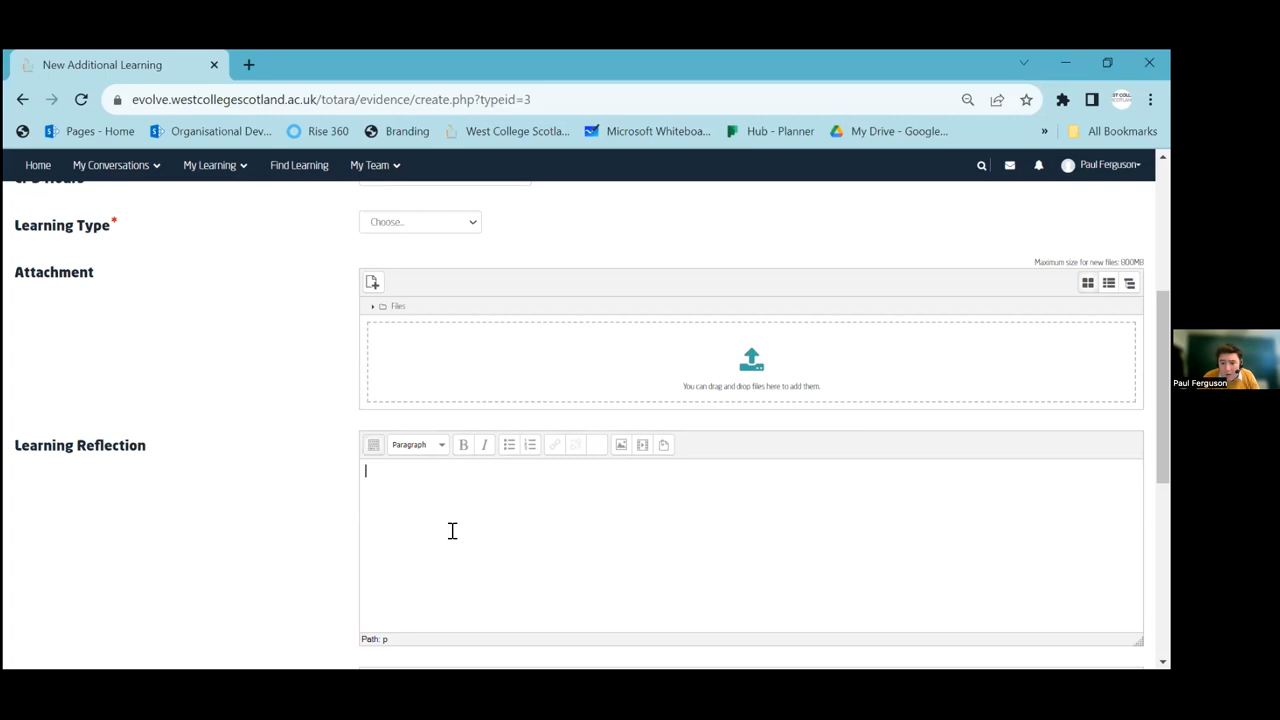 New Additional Learning
evolve.westcollegescotland.ac.uk/totara/evidence/create.php?typeid=3
Pages - Home Organisational Dev... Rise 360 Branding West College Scotla... Microsoft Whiteboa... Hub - Planner My Drive - Google... » All Bookmarks
Home My Conversations My Learning Find Learning My Team Paul Ferguson
Learning Type* Choose...
Maximum size for new files: 800MB
Attachment
Files
You can drag and drop files here to add them.
Paul Ferguson
Learning Reflection Paragraph B I
Path: p